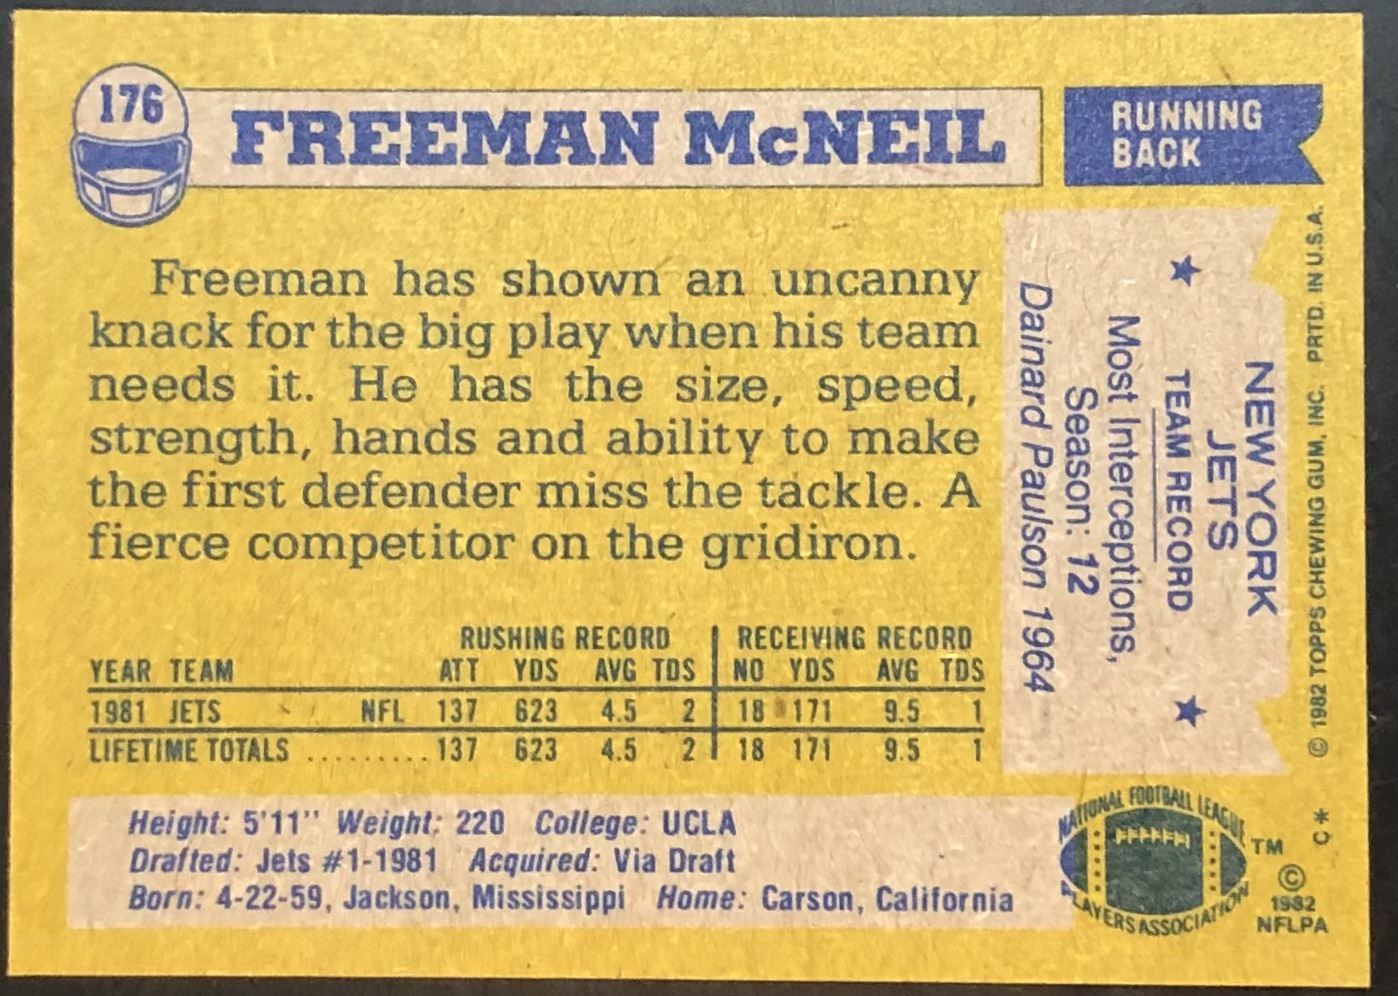 176
FREEMAN McNEIL
RUNNING
BACK
Freeman has shown an uncanny
knack for the big play when his team
needs it. He has the size, speed,
strength, hands and ability to make
the first defender miss the tackle. A
fierce competitor on the gridiron.
RUSHING RECORD RECEIVING RECORD
YEAR TEAM ATT YDS AVG TDS NO YDS AVG TDS
1981 JETS NFL 137 623 4.5 2 18 171 9.5 1
LIFETIME TOTALS ......... 137 623 4.5 2 18 171 9.5 1
Height: 5'11" Weight: 220 College: UCLA
Drafted: Jets #1-1981 Acquired: Via Draft
Born: 4-22-59, Jackson, Mississippi Home: Carson, California
NEW YORK
JETS
★ TEAM RECORD ★
Most Interceptions,
Season: 12
Dainard Paulson 1964
© 1982 TOPPS CHEWING GUM, INC. PRTD. IN U.S.A.
C*
NATIONAL FOOTBALL LEAGUE
PLAYERS ASSOCIATION
TM
©
1982
NFLPA